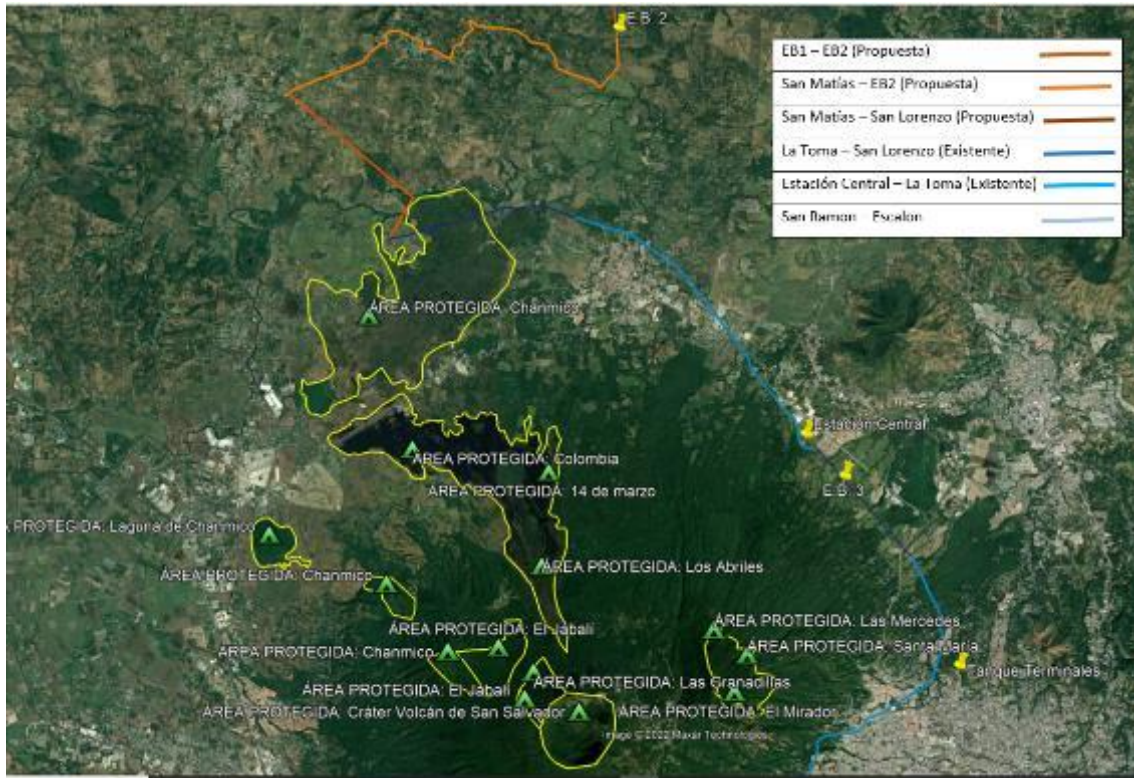 E.B. 2
EB1 – EB2 (Propuesta)
San Matías – EB2 (Propuesta)
San Matías – San Lorenzo (Propuesta)
La Toma – San Lorenzo (Existente)
Estación Central – La Toma (Existente)
San Ramon – Escalon
ÁREA PROTEGIDA: Chanmico
Estación Central
ÁREA PROTEGIDA: Colombia
E.B. 3
ÁREA PROTEGIDA: 14 de marzo
A PROTEGIDA: Laguna de Chanmico
ÁREA PROTEGIDA: Los Abriles
ÁREA PROTEGIDA: Chanmico
ÁREA PROTEGIDA: Las Mercedes
ÁREA PROTEGIDA: El Jabalí
ÁREA PROTEGIDA: Chanmico
ÁREA PROTEGIDA: Santa María
Tanque Terminales
ÁREA PROTEGIDA: Las Granadillas
ÁREA PROTEGIDA: El Jabalí
ÁREA PROTEGIDA: Cráter Volcán de San Salvador
ÁREA PROTEGIDA: El Mirador
Image © 2022 Maxar Technologies